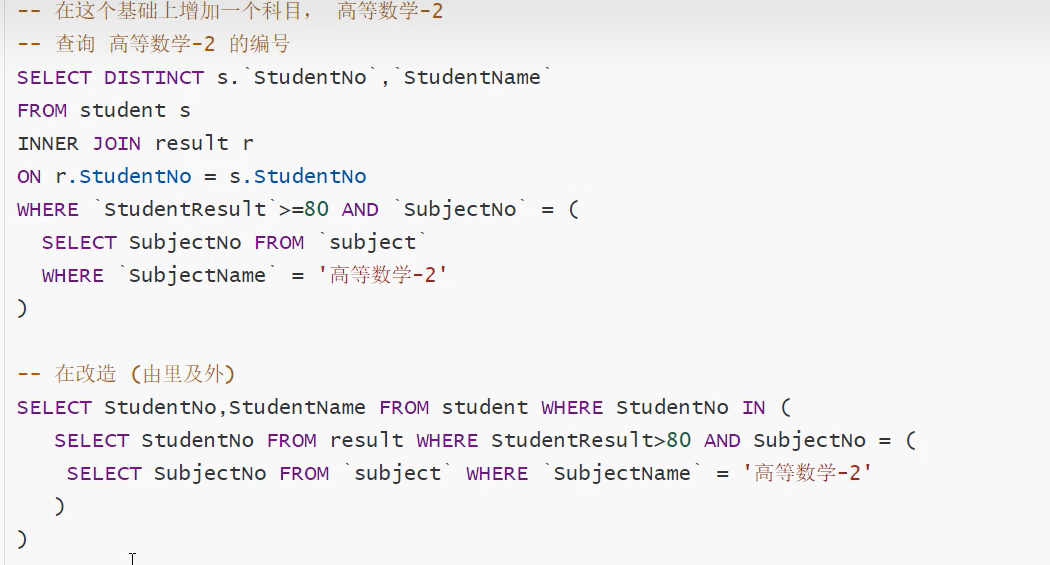 -- 在这个基础上增加一个科目， 高等数学-2
-- 查询 高等数学-2 的编号
SELECT DISTINCT s.`StudentNo`,`StudentName`
FROM student s
INNER JOIN result r
ON r.StudentNo = s.StudentNo
WHERE `StudentResult`>=80 AND `SubjectNo` = (
  SELECT SubjectNo FROM `subject`
  WHERE `SubjectName` = '高等数学-2'
)

-- 在改造 (由里及外)
SELECT StudentNo,StudentName FROM student WHERE StudentNo IN (
   SELECT StudentNo FROM result WHERE StudentResult>80 AND SubjectNo = (
    SELECT SubjectNo FROM `subject` WHERE `SubjectName` = '高等数学-2'
   )
)